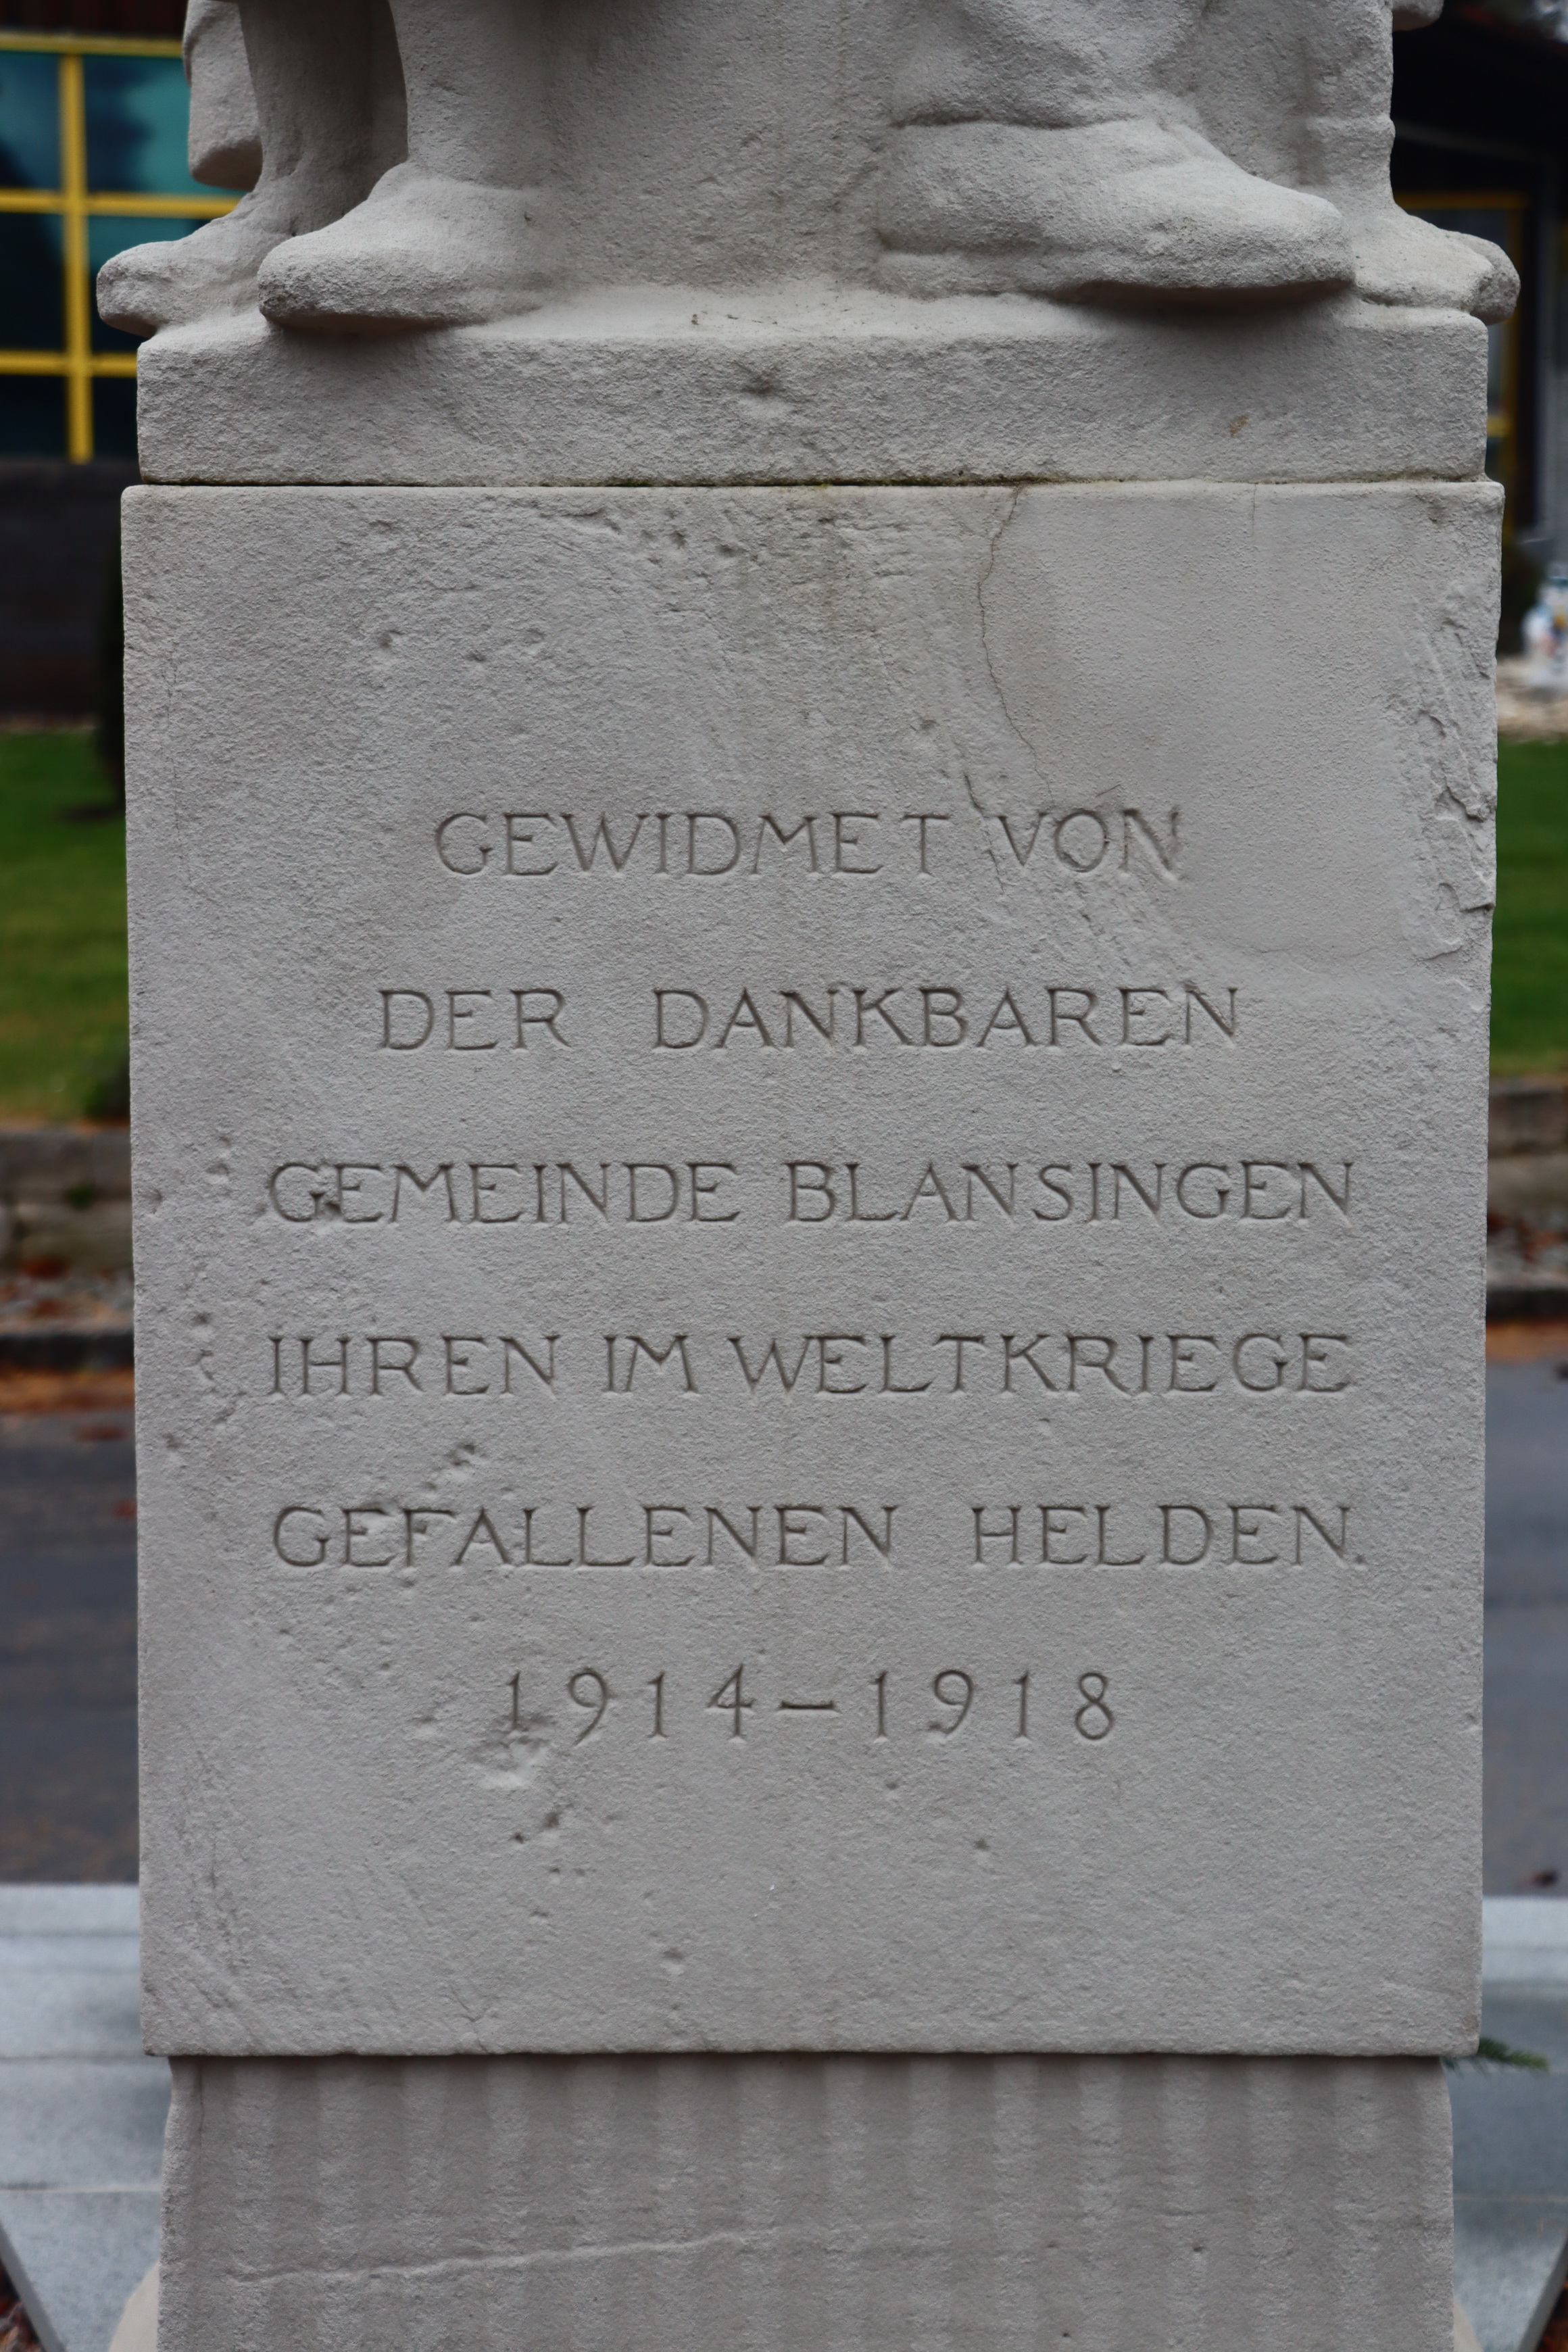 GEWIDMET VON
DER DANKBAREN
GEMEINDE BLANSINGEN
IHREN IM WELTKRIEGE
GEFALLENEN HELDEN.
1914–1918